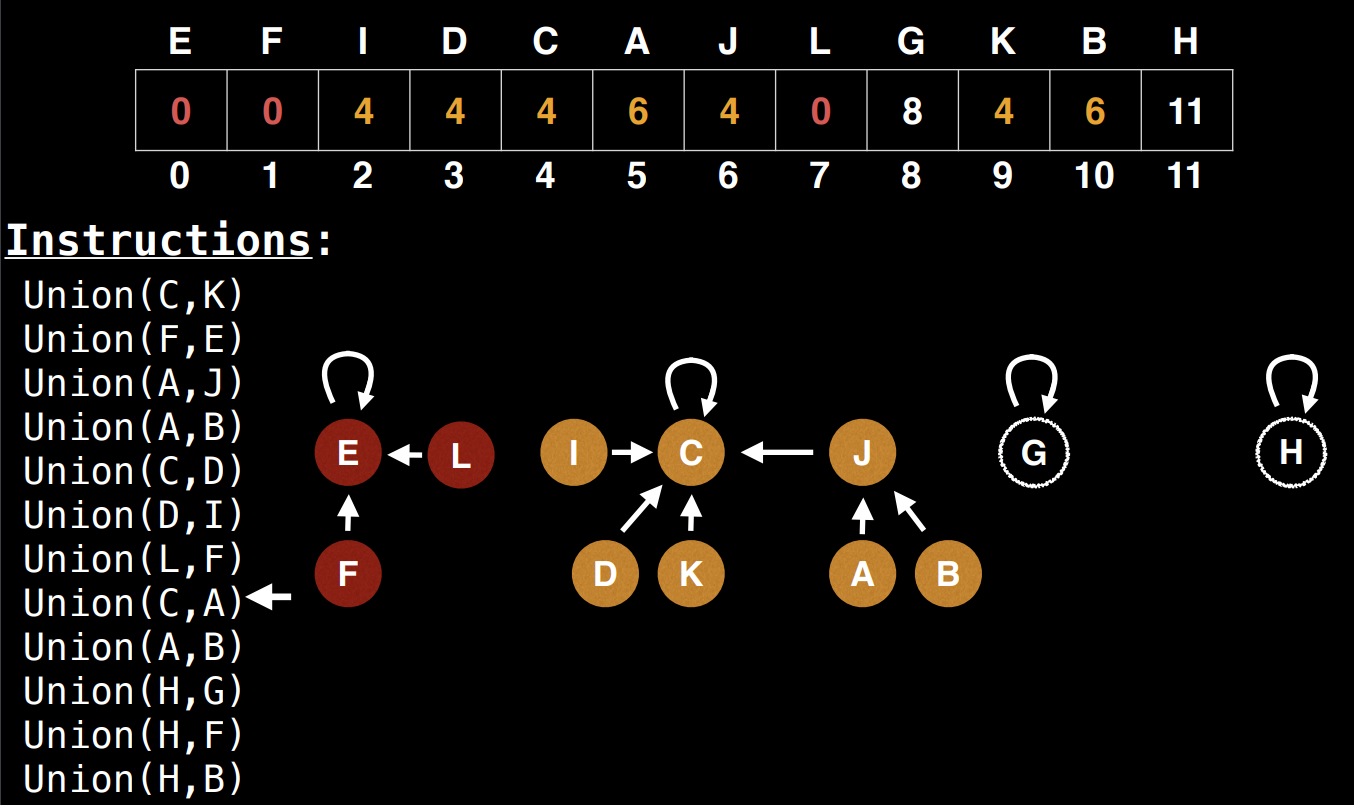 E F I D C A J L G K B H
0 0 4 4 4 6 4 0 8 4 6 11
0 1 2 3 4 5 6 7 8 9 10 11
Instructions:
Union(C,K)
Union(F,E)
Union(A,J)
Union(A,B)
Union(C,D)
Union(D,I)
Union(L,F)
Union(C,A)
Union(A,B)
Union(H,G)
Union(H,F)
Union(H,B)
E L I C J G H
F D K A B